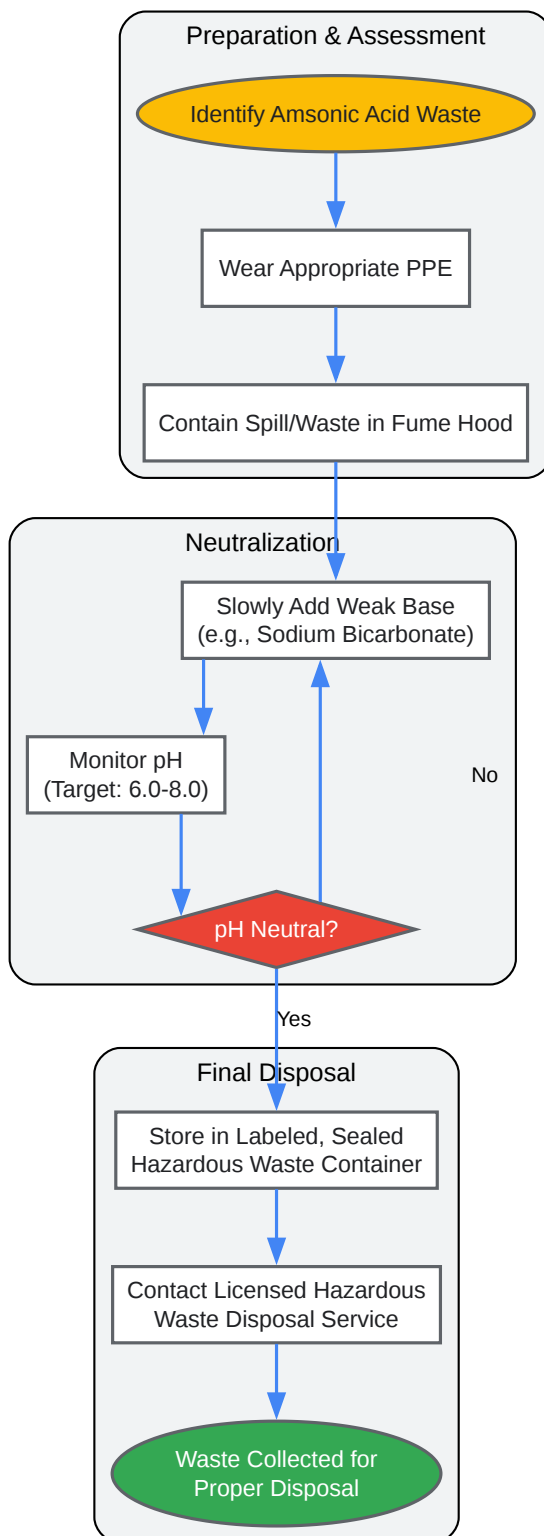 Preparation & Assessment
Identify Amsonic Acid Waste
Wear Appropriate PPE
Contain Spill/Waste in Fume Hood
Neutralization
Slowly Add Weak Base
(e.g., Sodium Bicarbonate)
Monitor pH
(Target: 6.0-8.0)
No
pH Neutral?
Yes
Final Disposal
Store in Labeled, Sealed
Hazardous Waste Container
Contact Licensed Hazardous
Waste Disposal Service
Waste Collected for
Proper Disposal